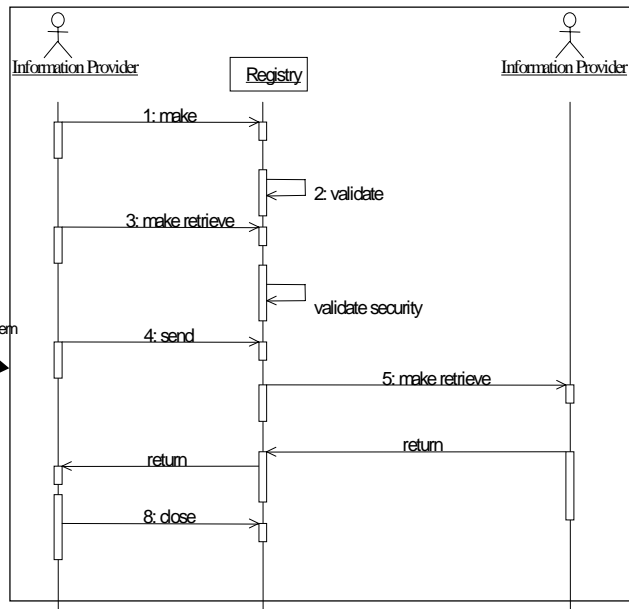 Information Provider
Registry
Information Provider
1: make
2: validate
3: make retrieve
validate security
em
4: send
5: make retrieve
return
return
8: close